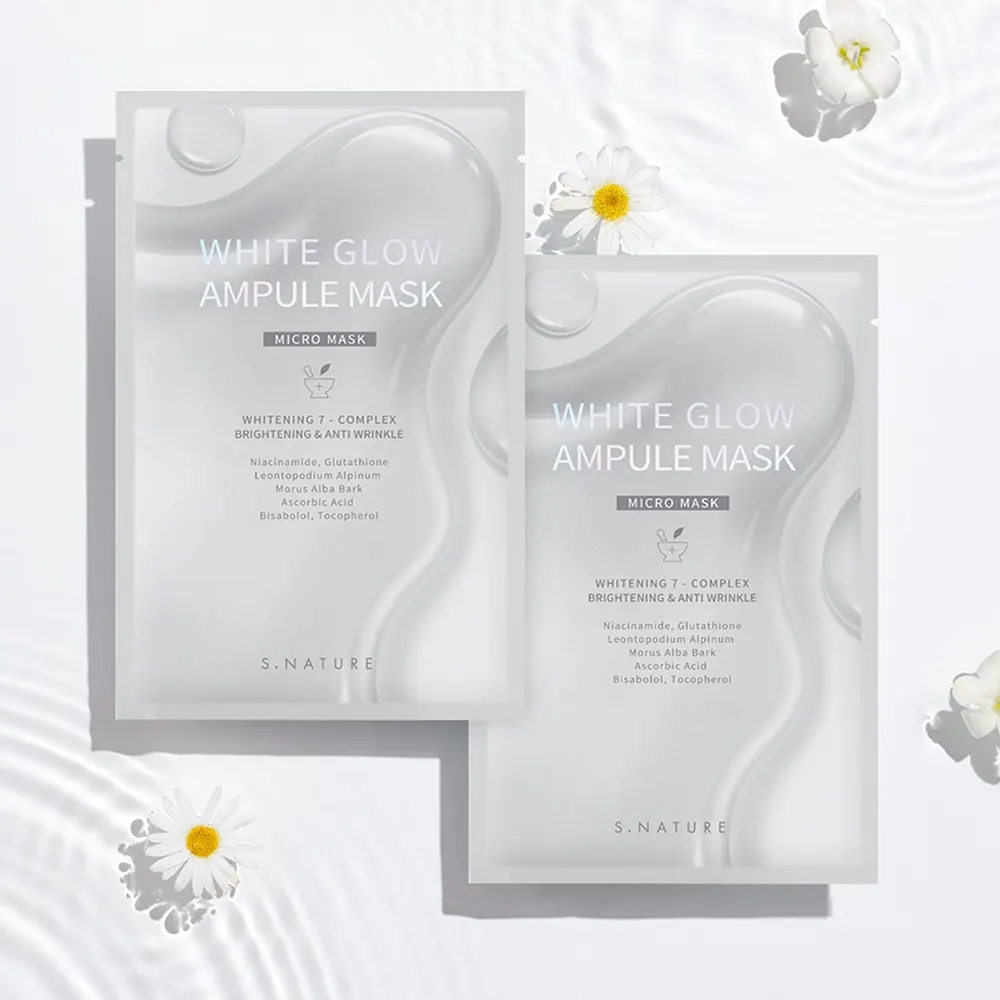 WHITE GLOW
AMPULE MASK
MICRO MASK
WHITENING 7 - COMPLEX
BRIGHTENING & ANTI WRINKLE
Niacinamide, Glutathione
Leontopodium Alpinum
Morus Alba Bark
Ascorbic Acid
Bisabolol, Tocopherol
S.NATURE
WHITE GLOW
AMPULE MASK
MICRO MASK
WHITENING 7 - COMPLEX
BRIGHTENING & ANTI WRINKLE
Niacinamide, Glutathione
Leontopodium Alpinum
Morus Alba Bark
Ascorbic Acid
Bisabolol, Tocopherol
S.NATURE